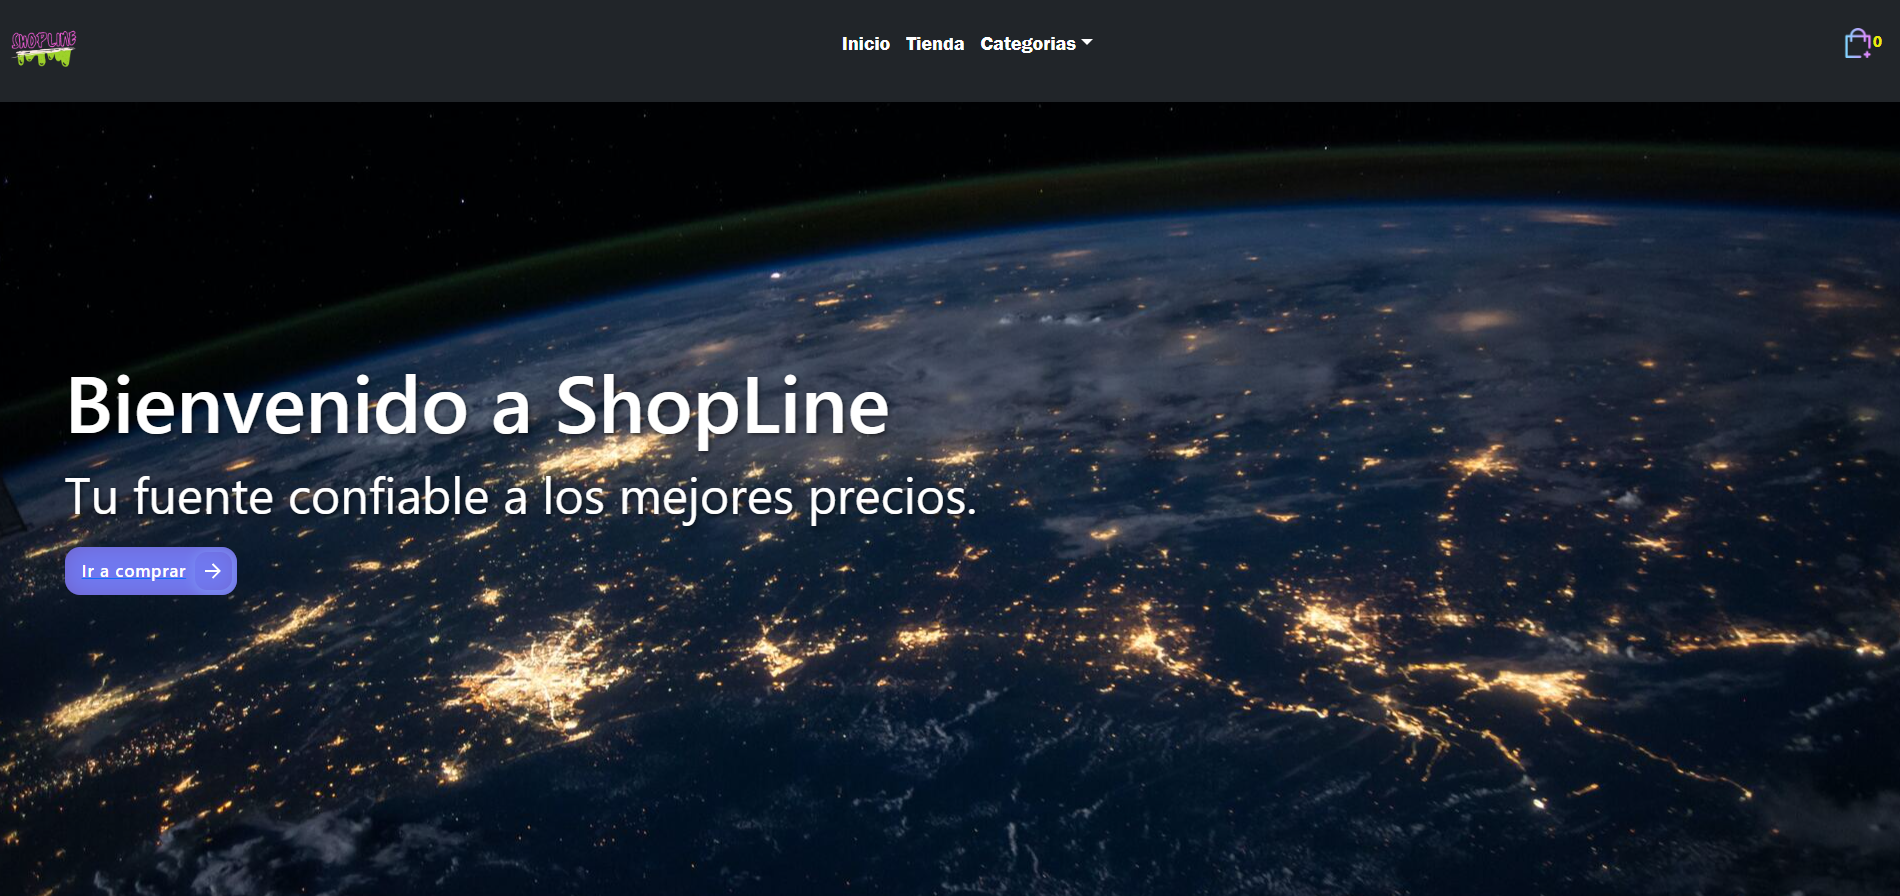 SHOPLINE
Inicio Tienda Categorias 0
Bienvenido a ShopLine
Tu fuente confiable a los mejores precios.
Ir a comprar